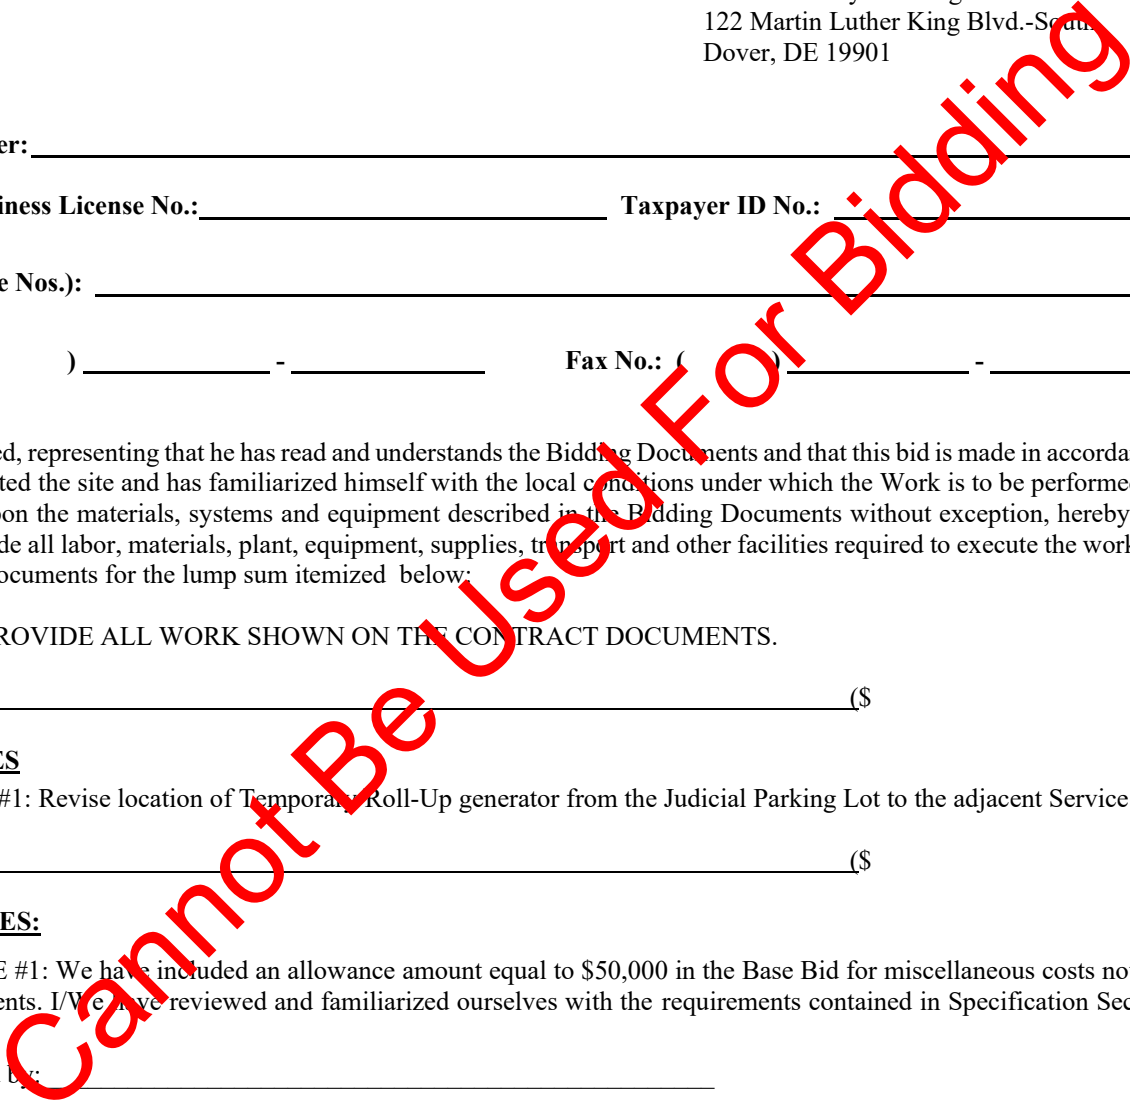 122 Martin Luther King Blvd.-South
Dover, DE 19901
er:
iness License No.: Taxpayer ID No.:
e Nos.):
) - Fax No.: ( ) -
ed, representing that he has read and understands the Bidding Documents and that this bid is made in accorda
ted the site and has familiarized himself with the local conditions under which the Work is to be performed
pon the materials, systems and equipment described in the Bidding Documents without exception, hereby
de all labor, materials, plant, equipment, supplies, transport and other facilities required to execute the work
ocuments for the lump sum itemized below:
ROVIDE ALL WORK SHOWN ON THE CONTRACT DOCUMENTS.
($
ES
#1: Revise location of Temporary Roll-Up generator from the Judicial Parking Lot to the adjacent Service
($
ES:
E #1: We have included an allowance amount equal to $50,000 in the Base Bid for miscellaneous costs no
ents. I/We have reviewed and familiarized ourselves with the requirements contained in Specification Sec
by:
Cannot Be Used For Bidding